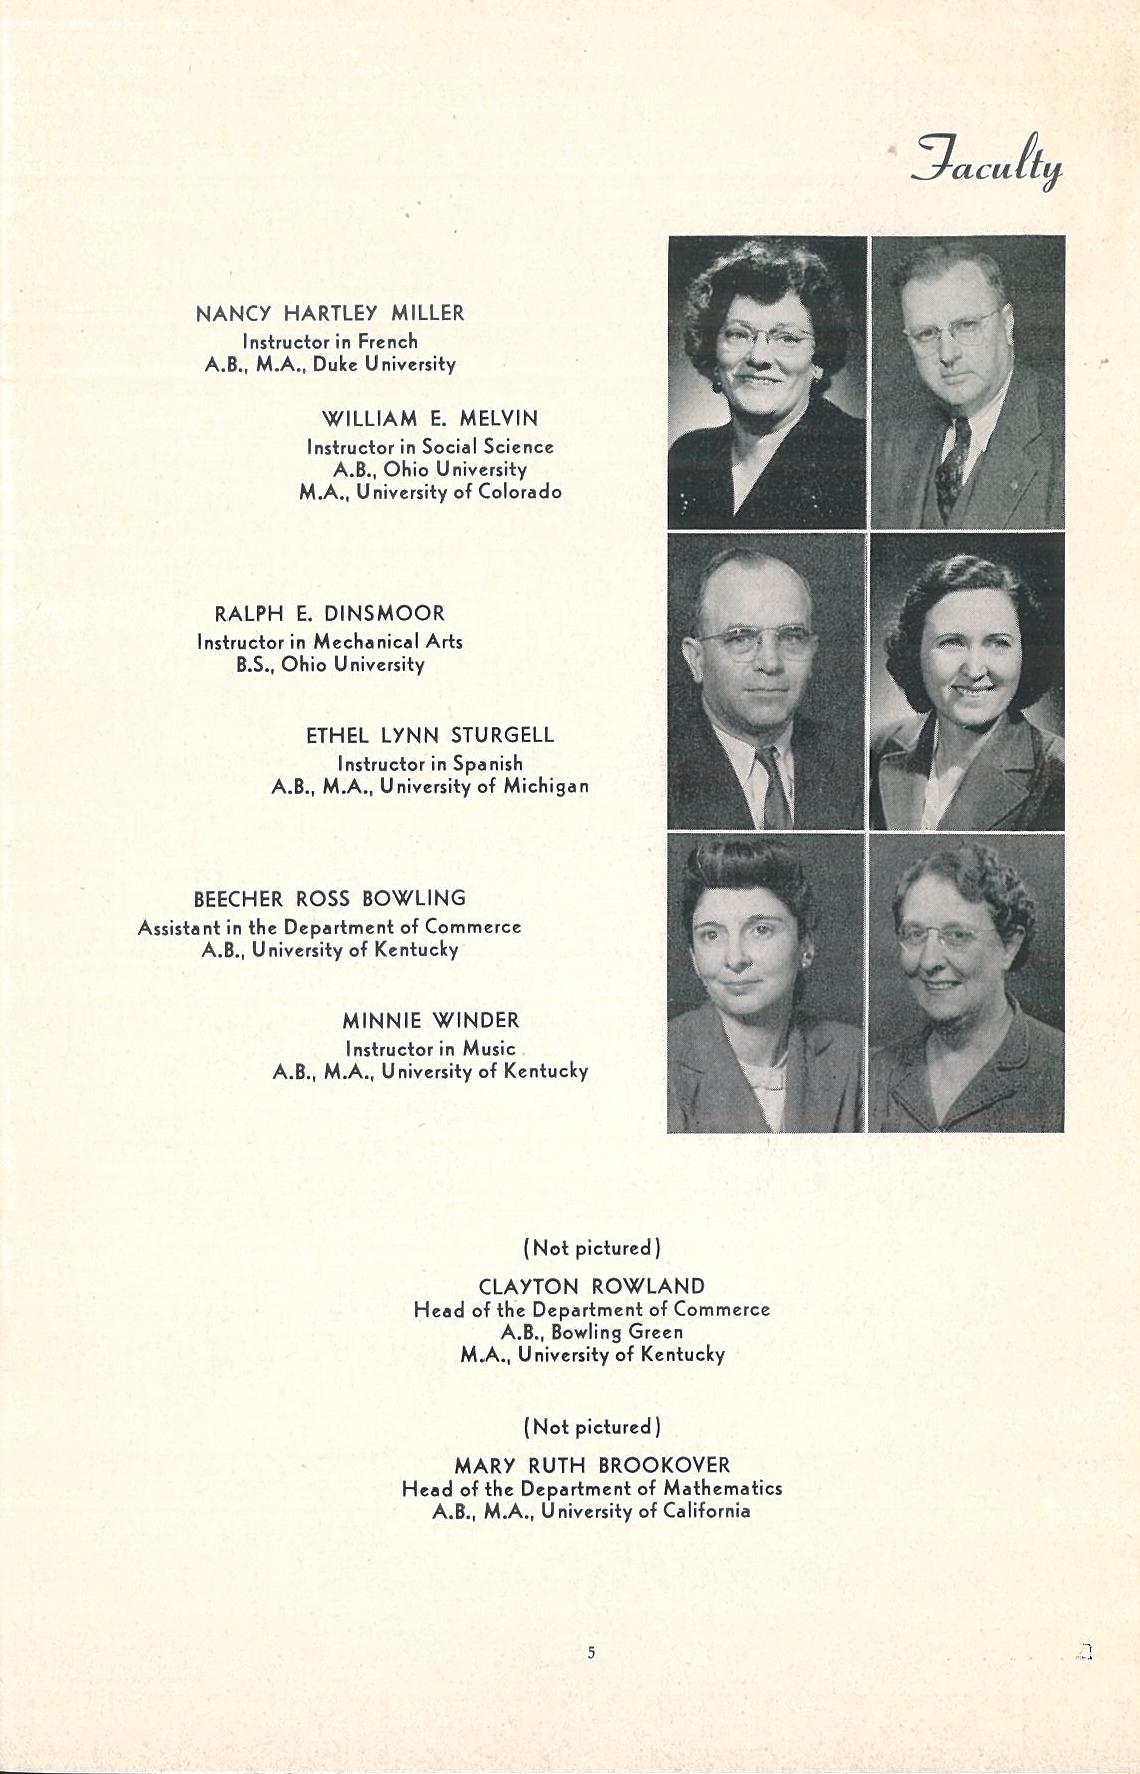 Faculty
NANCY HARTLEY MILLER
Instructor in French
A.B., M.A., Duke University
WILLIAM E. MELVIN
Instructor in Social Science
A.B., Ohio University
M.A., University of Colorado
RALPH E. DINSMOOR
Instructor in Mechanical Arts
B.S., Ohio University
ETHEL LYNN STURGELL
Instructor in Spanish
A.B., M.A., University of Michigan
BEECHER ROSS BOWLING
Assistant in the Department of Commerce
A.B., University of Kentucky
MINNIE WINDER
Instructor in Music
A.B., M.A., University of Kentucky
(Not pictured)
CLAYTON ROWLAND
Head of the Department of Commerce
A.B., Bowling Green
M.A., University of Kentucky
(Not pictured)
MARY RUTH BROOKOVER
Head of the Department of Mathematics
A.B., M.A., University of California
5